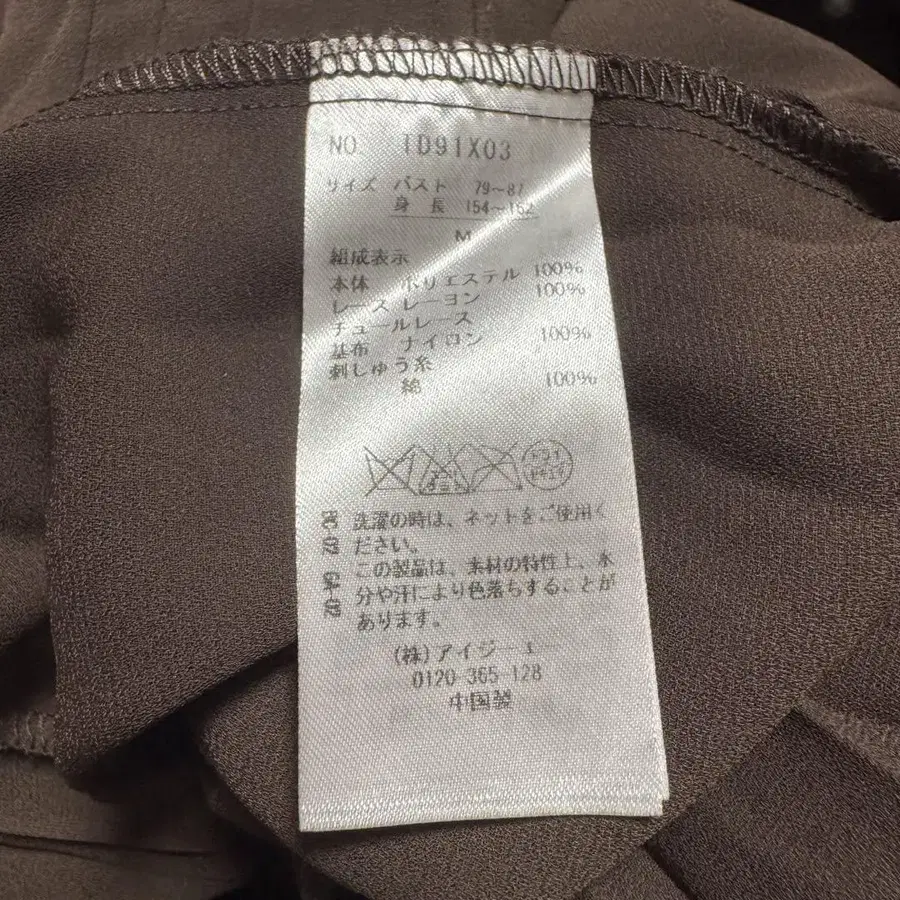 NO TD91X03
サイズ バスト 79~87
身 長 154~162
M
組成表示
本体 ポリエステル 100%
レース レーヨン 100%
チュールレース
基布 ナイロン 100%
刺しゅう糸
綿 100%
ドライ
洗濯の時は、ネットをご使用く
ださい。
この製品は、素材の特性上、水
分や汗により色落ちすることが
あります。
(株)アイジーエー
0120-365-128
中国製